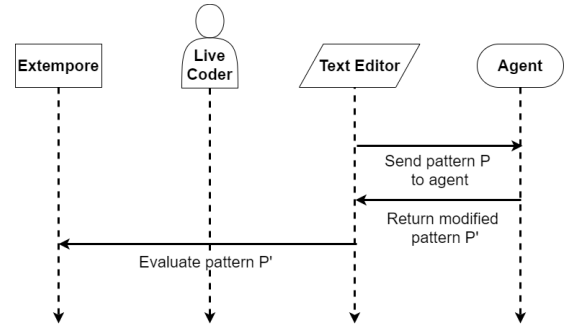 Extempore
Live
Coder
Text Editor
Agent
Send pattern P
to agent
Return modified
pattern P'
Evaluate pattern P'